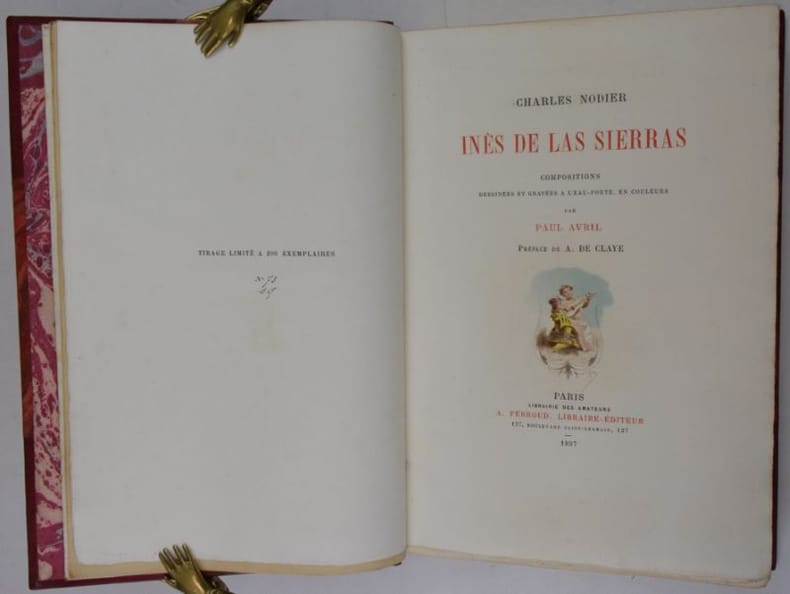 TIRAGE LIMITÉ A 200 EXEMPLAIRES
No 73
CHARLES NODIER
INÈS DE LAS SIERRAS
COMPOSITIONS
DESSINÉES ET GRAVÉES A L'EAU-FORTE, EN COULEURS
PAR
PAUL AVRIL
PRÉFACE DE A. DE CLAYE
PARIS
LIBRAIRIE DES AMATEURS
A. FERROUD, LIBRAIRE-ÉDITEUR
127, BOULEVARD SAINT-GERMAIN, 127
1897